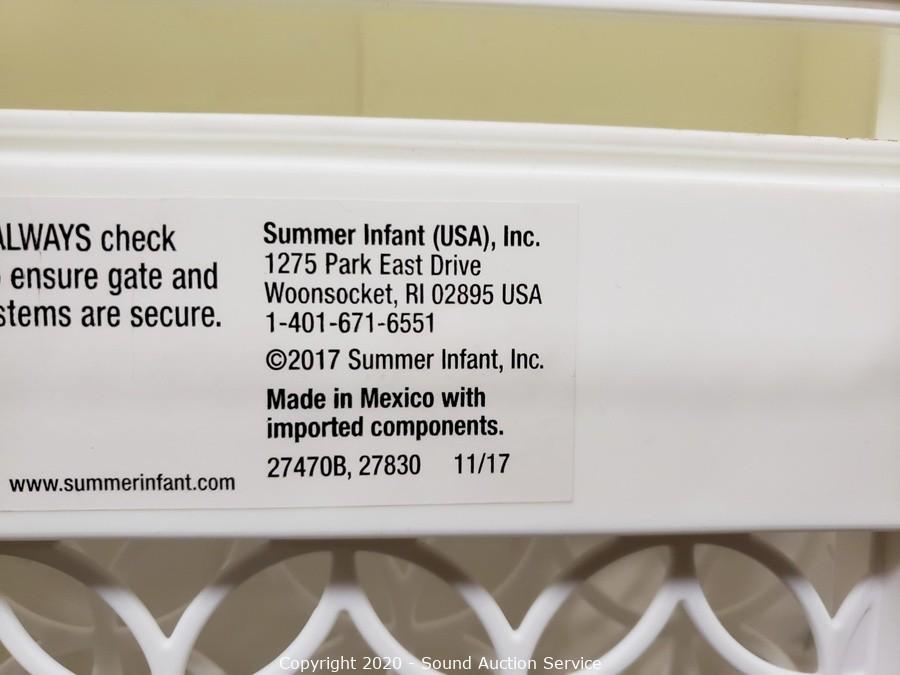 ALWAYS check
ensure gate and
stems are secure.
www.summerinfant.com
Summer Infant (USA), Inc.
1275 Park East Drive
Woonsocket, RI 02895 USA
1-401-671-6551
©2017 Summer Infant, Inc.
Made in Mexico with
imported components.
27470B, 27830 11/17
Copyright 2020 - Sound Auction Service